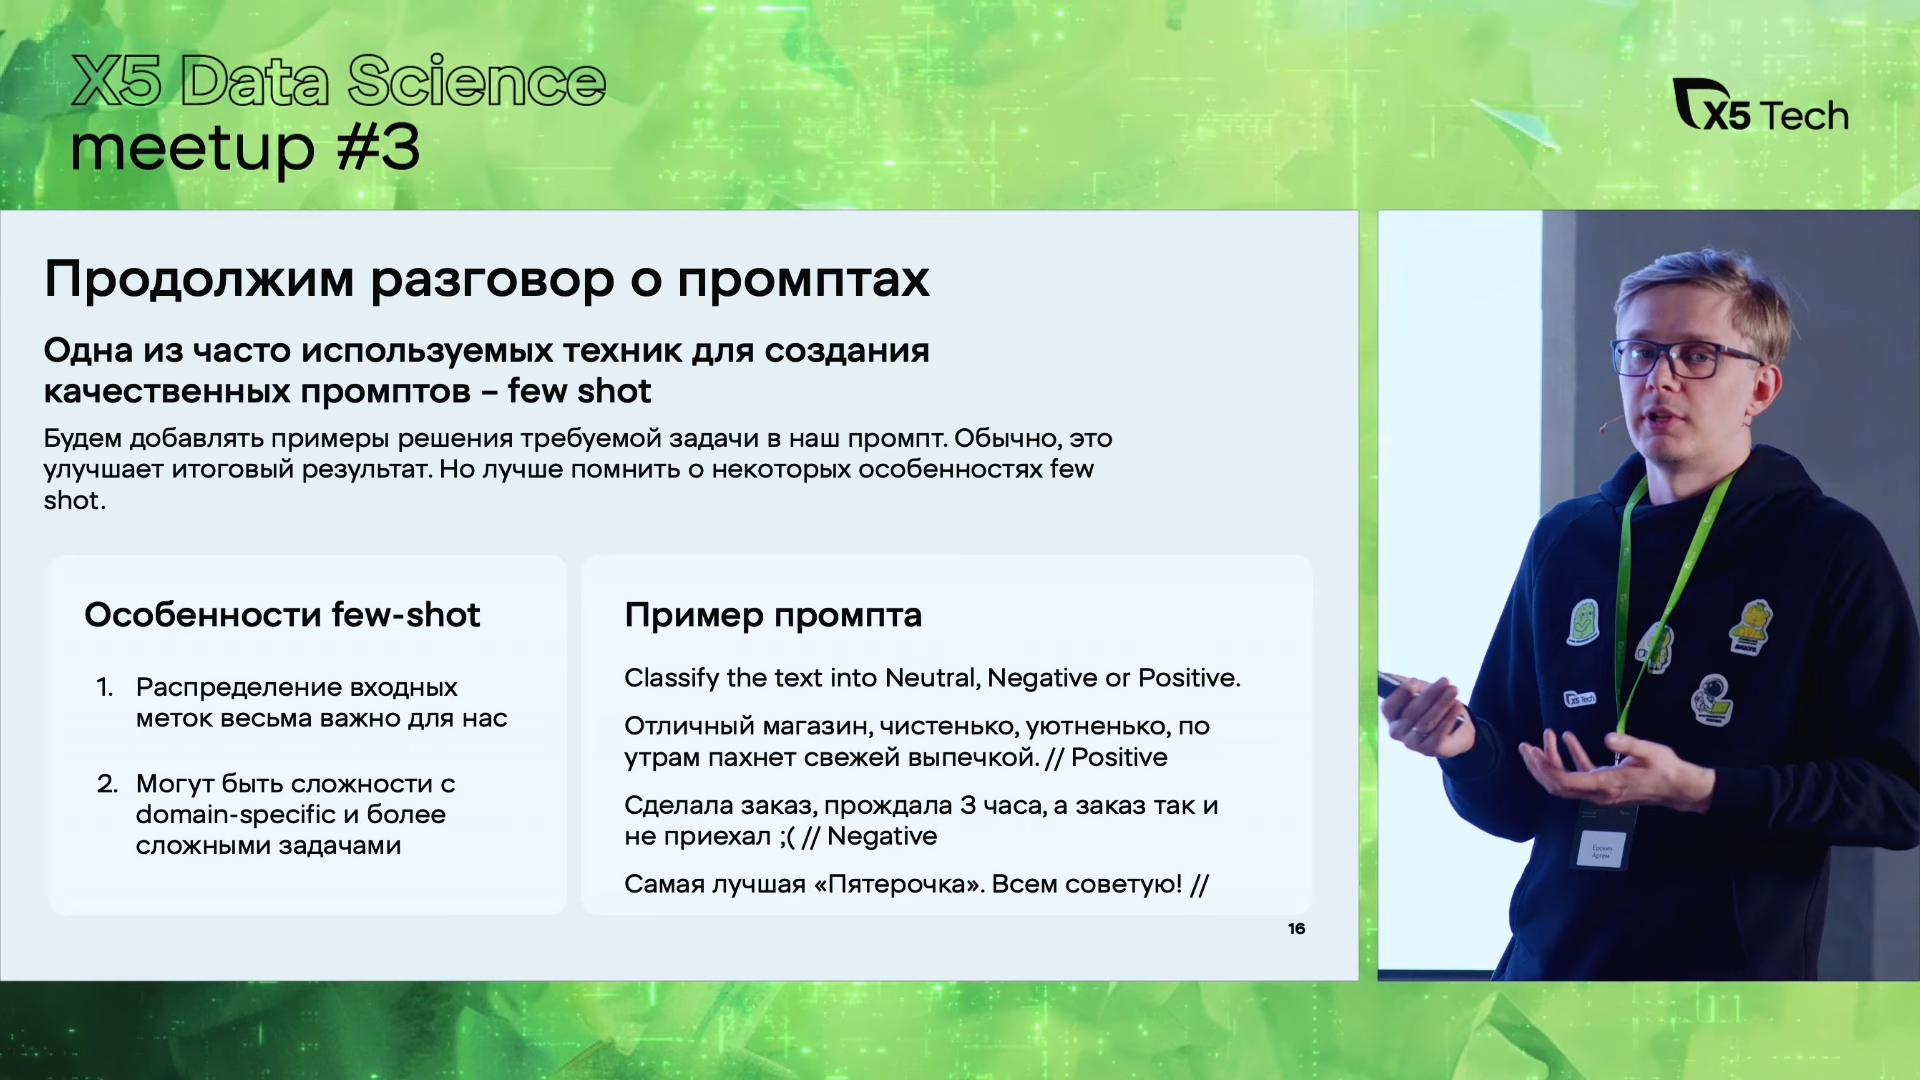 X5 Data Science
meetup #3
X5 Tech
Продолжим разговор о промптах
Одна из часто используемых техник для создания
качественных промптов – few shot
Будем добавлять примеры решения требуемой задачи в наш промпт. Обычно, это
улучшает итоговый результат. Но лучше помнить о некоторых особенностях few
shot.
Особенности few-shot
1. Распределение входных
меток весьма важно для нас
2. Могут быть сложности с
domain-specific и более
сложными задачами
Пример промпта
Classify the text into Neutral, Negative or Positive.
Отличный магазин, чистенько, уютненько, по
утрам пахнет свежей выпечкой. // Positive
Сделала заказ, прождала 3 часа, а заказ так и
не приехал ;( // Negative
Самая лучшая «Пятерочка». Всем советую! //
16
X5 Tech
Артем